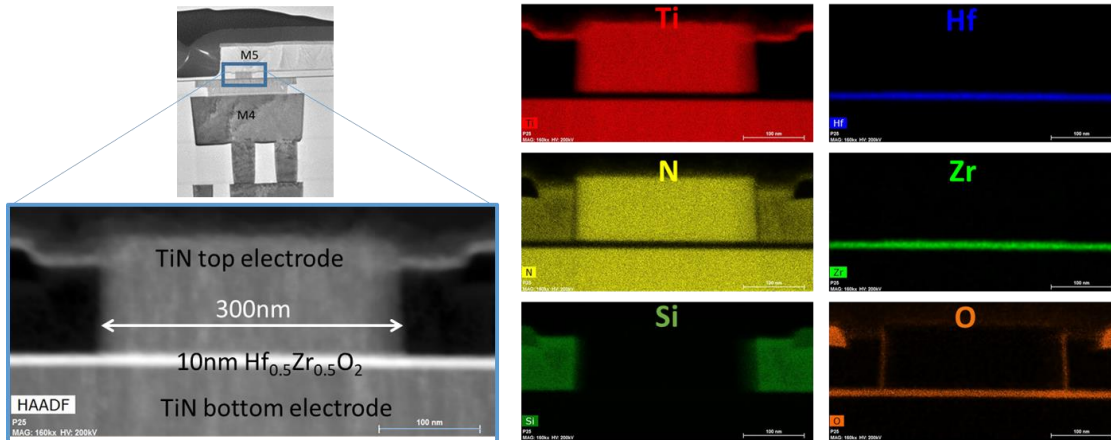 M5
M4
TiN top electrode
300nm
10nm Hf0.5Zr0.5O2
TiN bottom electrode
HAADF
P25
MAG: 160kx HV: 200kV
100 nm
Ti
Ti
P25
MAG: 160kx HV: 200kV
100 nm
Hf
Hf
P25
MAG: 160kx HV: 200kV
100 nm
N
N
P25
MAG: 160kx HV: 200kV
100 nm
Zr
Zr
P25
MAG: 160kx HV: 200kV
100 nm
Si
Si
P25
MAG: 160kx HV: 200kV
100 nm
O
O
P25
MAG: 160kx HV: 200kV
100 nm